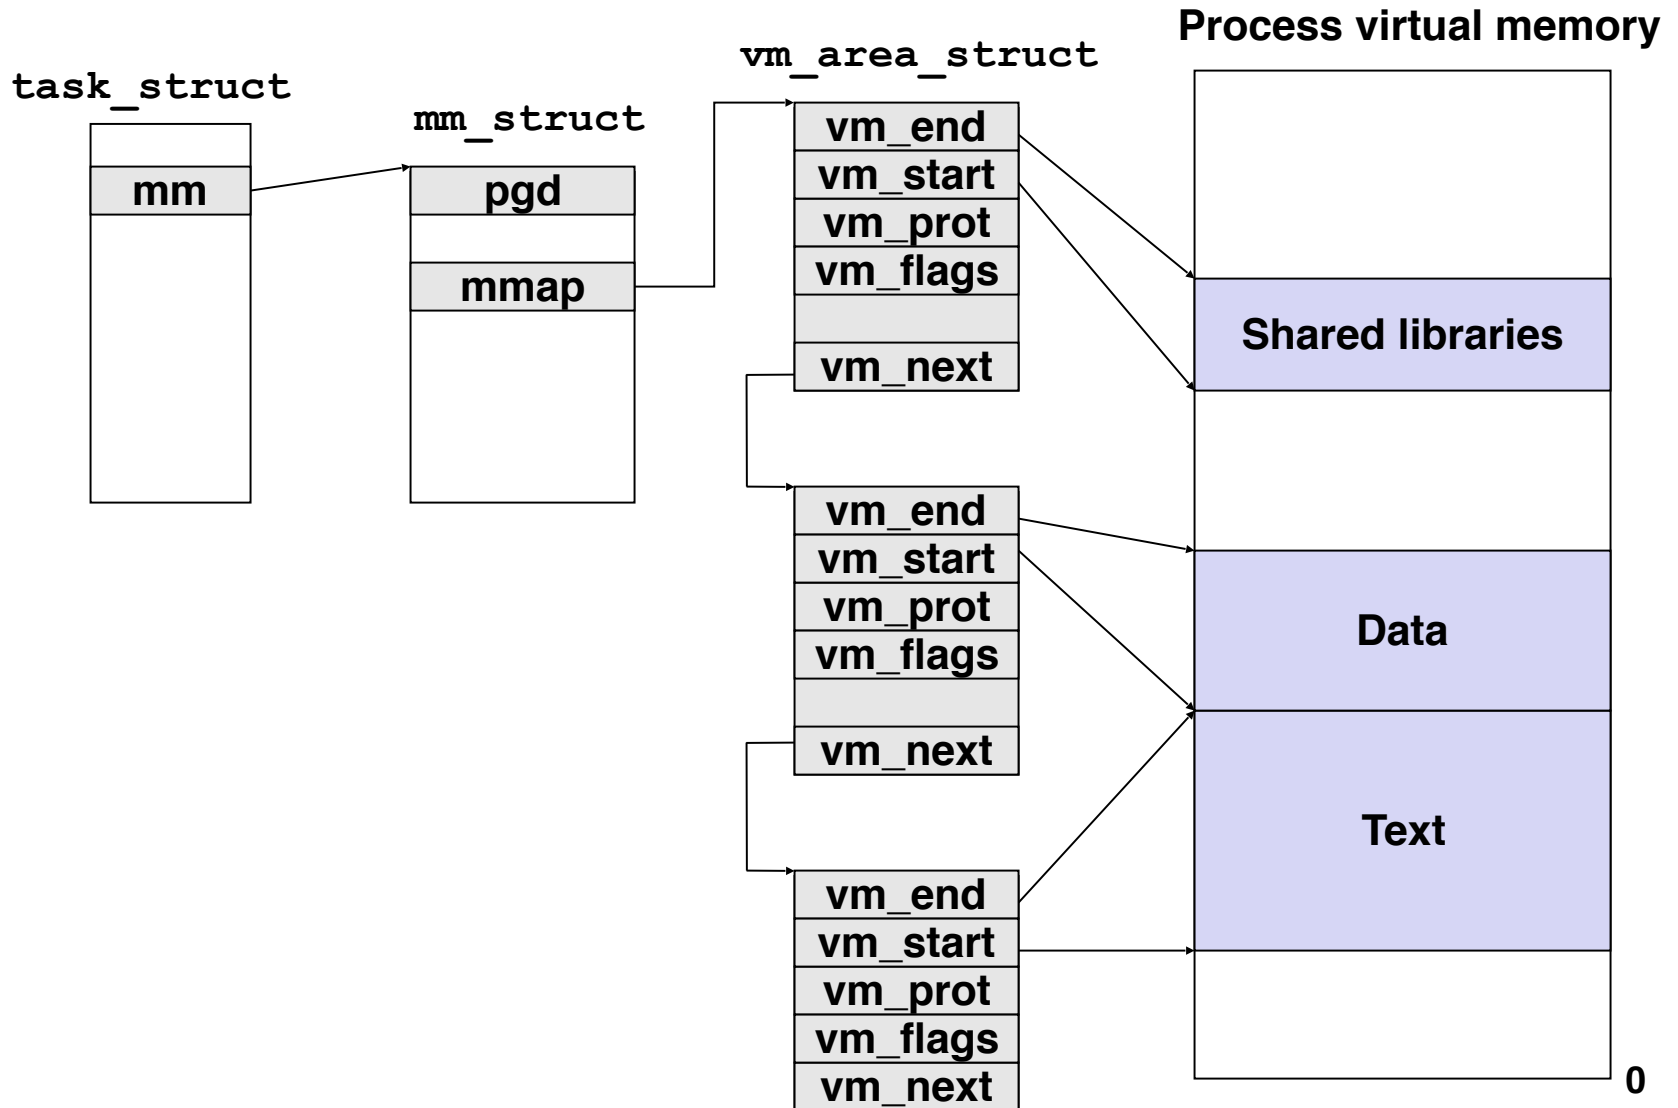 Process virtual memory
vm_area_struct
task_struct
mm_struct
mm
pgd
mmap
vm_end
vm_start
vm_prot
vm_flags
vm_next
vm_end
vm_start
vm_prot
vm_flags
vm_next
vm_end
vm_start
vm_prot
vm_flags
vm_next
Shared libraries
Data
Text
0